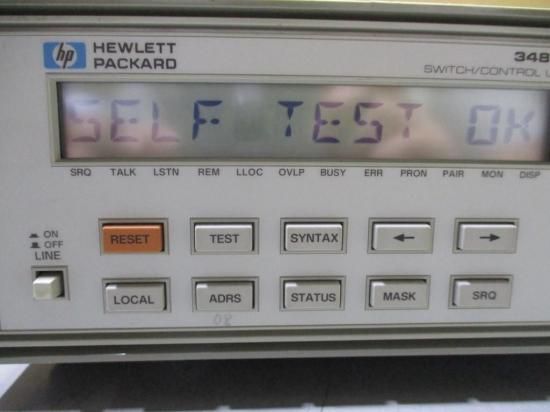 hp HEWLETT
PACKARD
348
SWITCH/CONTROL
SELF TEST OK
SRQ TALK LSTN REM LLOC OVLP BUSY ERR PRON PAIR MON DISP
ON
OFF
LINE
RESET TEST SYNTAX ← →
LOCAL ADRS STATUS MASK SRQ
08